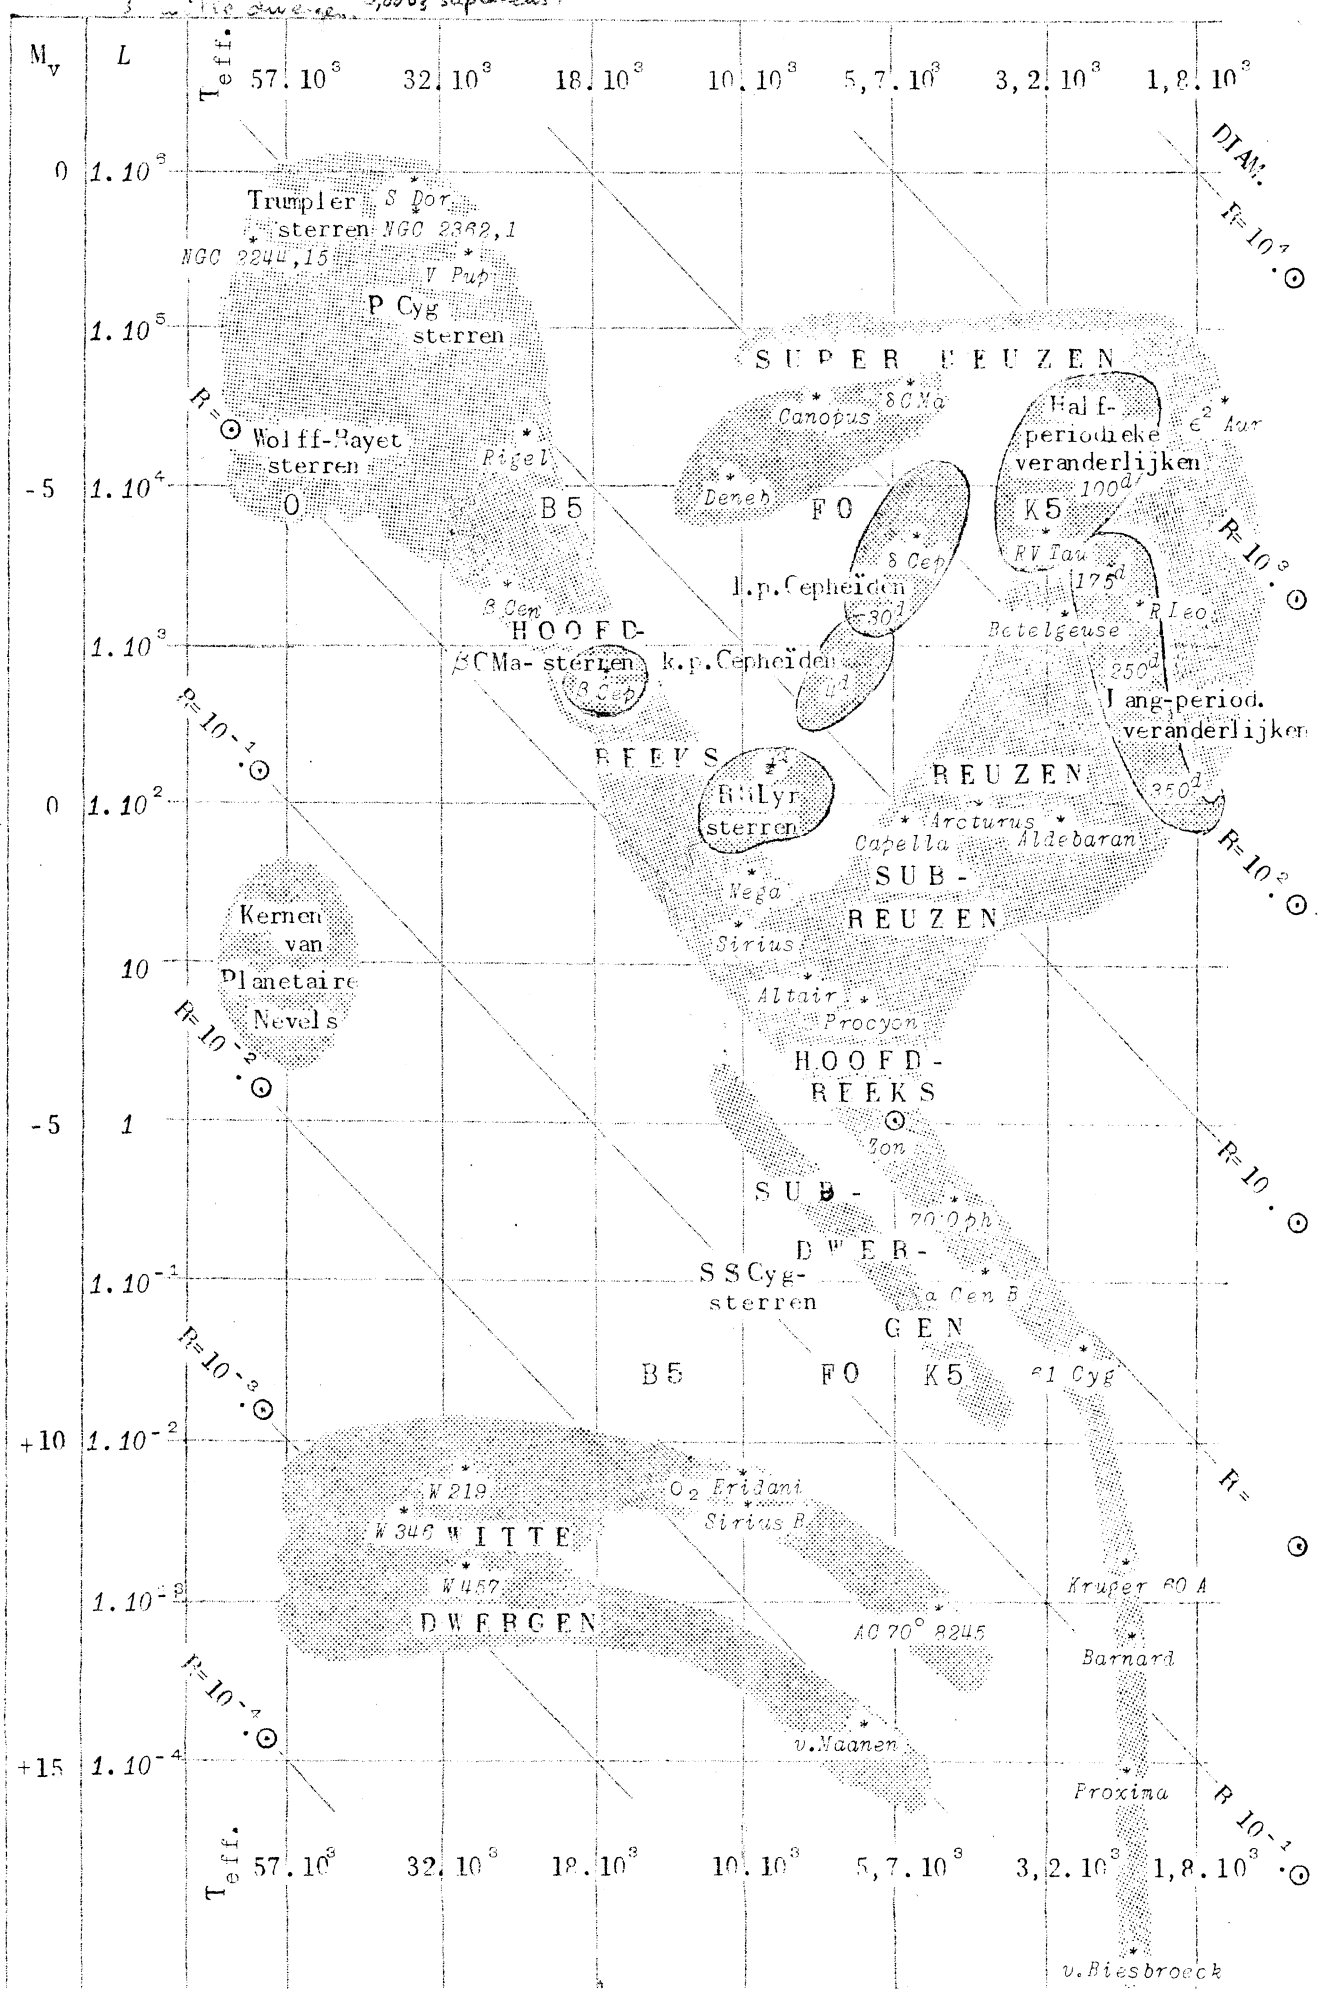 M_v L T_eff. 57.10³ 32.10³ 18.10³ 10.10³ 5,7.10³ 3,2.10³ 1,8.10³
DIAM.
0 1.10⁶
Trumpler S Dor
sterren NGC 2362,1
NGC 2244,15
V Pup
R=10⁴.⊙
P Cyg
sterren
1.10⁵
SUPER REUZEN
R=⊙
Canopus δCMa
Half-
periodieke
veranderlijken
100ᵈ
ε² Aur
Wolff-Rayet
sterren
Rigel
-5 1.10⁴
Deneb
O B5 F0 K5
δ Cep
RV Tau
175ᵈ
R=10³.⊙
l.p.Cepheïden
30ᵈ
β Cen
R Leo
Betelgeuse
HOOFD-
1.10³
βCMa-sterren k.p.Cepheïden
β Cep
4ᵈ
250ᵈ
Lang-period.
veranderlijken
R=10⁻¹.⊙
REEKS
½ᵈ
REUZEN
350ᵈ
0 1.10²
RRLyr
sterren
Arcturus
Capella Aldebaran
R=10².⊙
Wega
SUB-
REUZEN
Kernen
van
Planetaire
Nevels
Sirius
10
Altair
Procyon
R=10⁻².⊙
HOOFD-
REEKS
-5 1
⊙
Zon
R=10.⊙
SUB-
70 Oph
DWER-
SSCyg-
sterren
1.10⁻¹
α Cen B
GEN
R=10⁻³.⊙
B5 F0 K5 61 Cyg
+10 1.10⁻²
R=⊙
W 219
O₂ Eridani
Sirius B
W 346 WITTE
W 457
Kruger 60 A
1.10⁻³
DWERGEN
AC 70° 8245
Barnard
R=10⁻⁴.⊙
v.Maanen
+15 1.10⁻⁴
Proxima
R 10⁻¹.⊙
T_eff. 57.10³ 32.10³ 18.10³ 10.10³ 5,7.10³ 3,2.10³ 1,8.10³
v.Biesbroeck